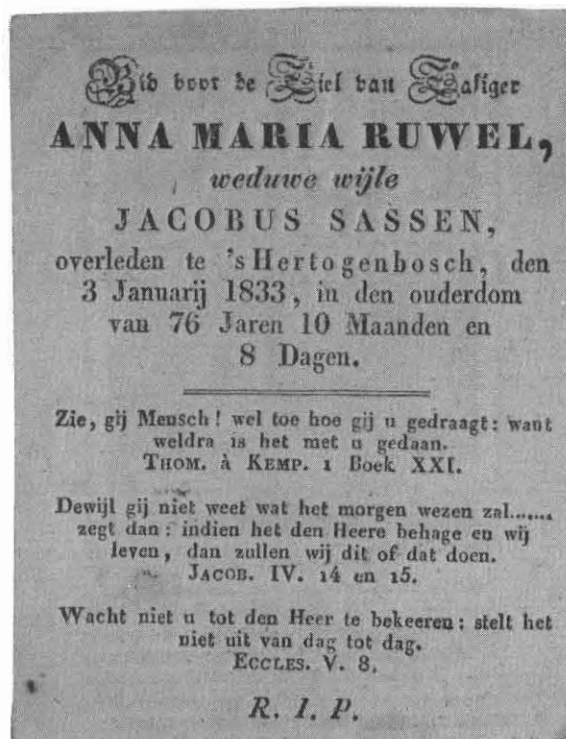 Bid voor de Ziel van Zaliger
ANNA MARIA RUWEL,
weduwe wijle
JACOBUS SASSEN,
overleden te 's Hertogenbosch, den
3 Januarij 1833, in den ouderdom
van 76 Jaren 10 Maanden en
8 Dagen.
Zie, gij Mensch! wel toe hoe gij u gedraagt: want
weldra is het met u gedaan.
THOM. à KEMP. 1 Boek XXI.
Dewijl gij niet weet wat het morgen wezen zal.......
zegt dan: indien het den Heere behage en wij
leven, dan zullen wij dit of dat doen.
JACOB. IV. 14 en 15.
Wacht niet u tot den Heer te bekeeren; stelt het
niet uit van dag tot dag.
ECCLES. V. 8.
R. I. P.